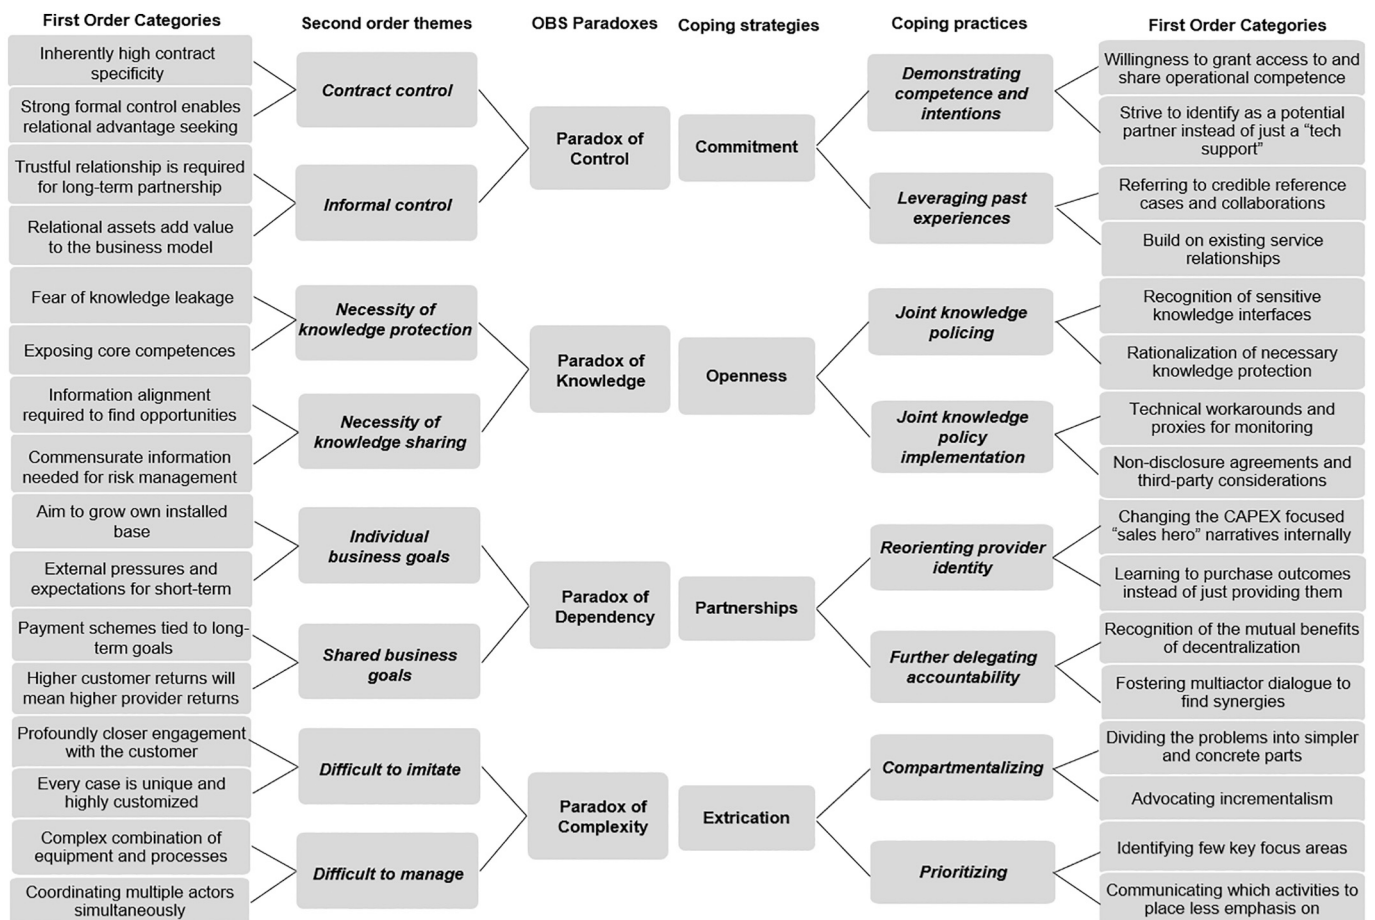 First Order Categories
Second order themes
OBS Paradoxes
Coping strategies
Coping practices
First Order Categories
Inherently high contract
specificity
Strong formal control enables
relational advantage seeking
Trustful relationship is required
for long-term partnership
Relational assets add value
to the business model
Contract control
Informal control
Paradox of
Control
Commitment
Demonstrating
competence and
intentions
Leveraging past
experiences
Willingness to grant access to and
share operational competence
Strive to identify as a potential
partner instead of just a “tech
support”
Referring to credible reference
cases and collaborations
Build on existing service
relationships
Fear of knowledge leakage
Exposing core competences
Information alignment
required to find opportunities
Commensurate information
needed for risk management
Necessity of
knowledge protection
Necessity of
knowledge sharing
Paradox of
Knowledge
Openness
Joint knowledge
policing
Joint knowledge
policy
implementation
Recognition of sensitive
knowledge interfaces
Rationalization of necessary
knowledge protection
Technical workarounds and
proxies for monitoring
Non-disclosure agreements and
third-party considerations
Aim to grow own installed
base
External pressures and
expectations for short-term
Payment schemes tied to long-
term goals
Higher customer returns will
mean higher provider returns
Individual
business goals
Shared business
goals
Paradox of
Dependency
Partnerships
Reorienting provider
identity
Further delegating
accountability
Changing the CAPEX focused
“sales hero” narratives internally
Learning to purchase outcomes
instead of just providing them
Recognition of the mutual benefits
of decentralization
Fostering multiactor dialogue to
find synergies
Profoundly closer engagement
with the customer
Every case is unique and
highly customized
Complex combination of
equipment and processes
Coordinating multiple actors
simultaneously
Difficult to imitate
Difficult to manage
Paradox of
Complexity
Extrication
Compartmentalizing
Prioritizing
Dividing the problems into simpler
and concrete parts
Advocating incrementalism
Identifying few key focus areas
Communicating which activities to
place less emphasis on